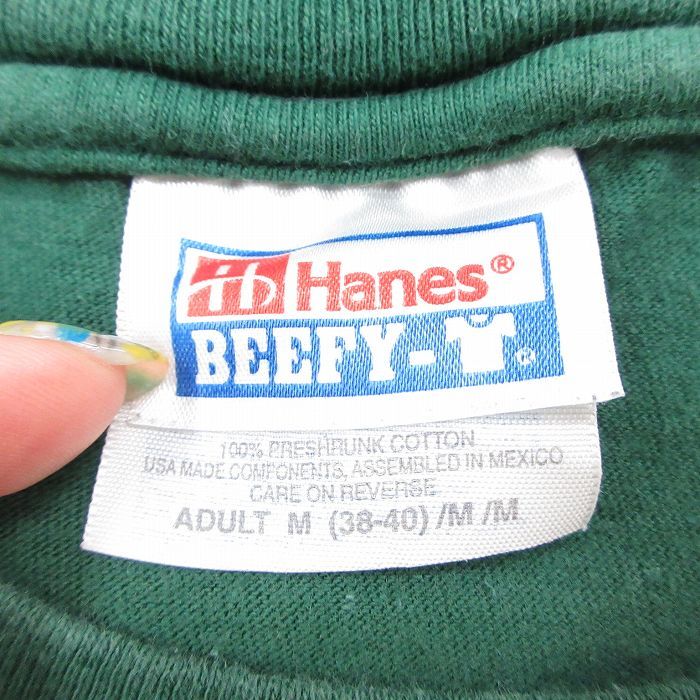 Hanes®
BEEFY-®
100% PRESHRUNK COTTON
USA MADE COMPONENTS, ASSEMBLED IN MEXICO
CARE ON REVERSE
ADULT M (38-40) /M /M